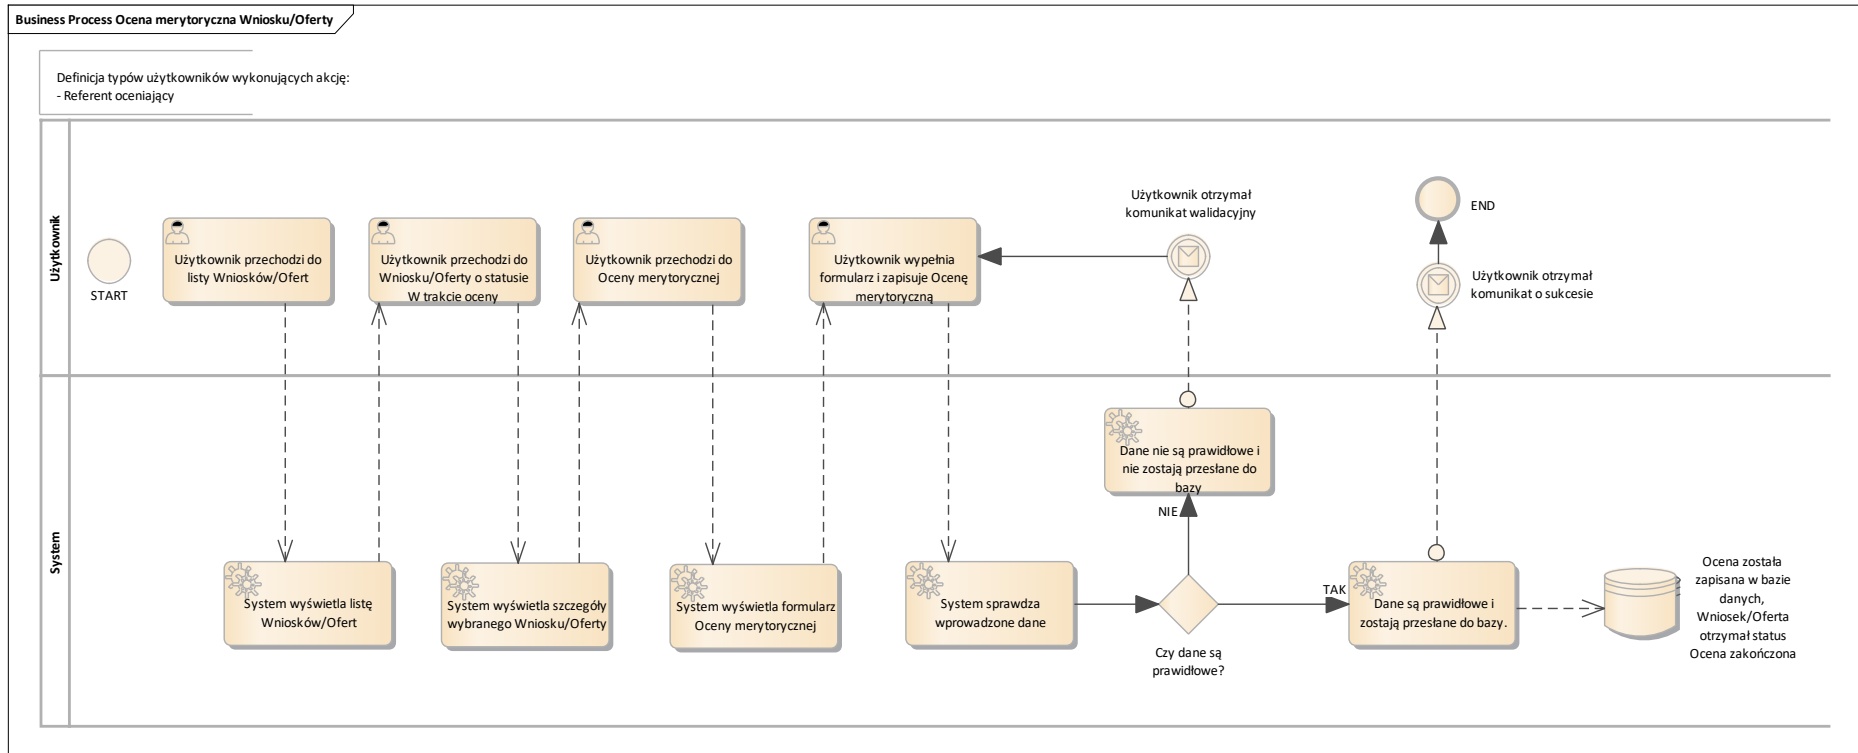 Business Process Ocena merytoryczna Wniosku/Oferty
Definicja typów użytkowników wykonujących akcję:
- Referent oceniający
Użytkownik
START
Użytkownik przechodzi do
listy Wniosków/Ofert
Użytkownik przechodzi do
Wniosku/Oferty o statusie
W trakcie oceny
Użytkownik przechodzi do
Oceny merytorycznej
Użytkownik wypełnia
formularz i zapisuje Ocenę
merytoryczną
Użytkownik otrzymał
komunikat walidacyjny
END
Użytkownik otrzymał
komunikat o sukcesie
System
System wyświetla listę
Wniosków/Ofert
System wyświetla szczegóły
wybranego Wniosku/Oferty
System wyświetla formularz
Oceny merytorycznej
System sprawdza
wprowadzone dane
Czy dane są
prawidłowe?
NIE
Dane nie są prawidłowe i
nie zostają przesłane do
bazy
TAK
Dane są prawidłowe i
zostają przesłane do bazy.
Ocena została
zapisana w bazie
danych,
Wniosek/Oferta
otrzymał status
Ocena zakończona